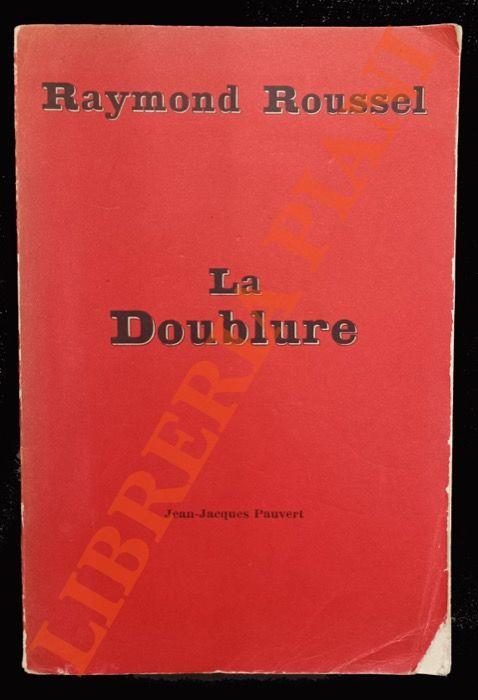 Raymond Roussel
La
Doublure
Jean-Jacques Pauvert
LIBRERIA PIANI